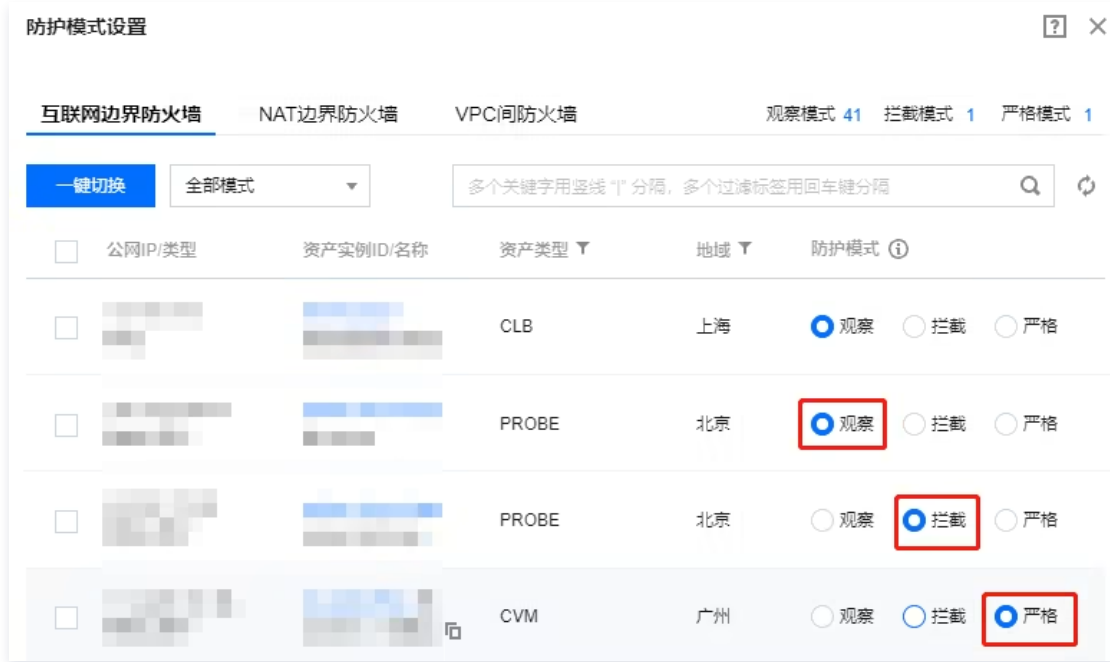 防护模式设置
互联网边界防火墙 NAT边界防火墙 VPC间防火墙 观察模式 41 拦截模式 1 严格模式 1
一键切换 全部模式 多个关键字用竖线 "|" 分隔，多个过滤标签用回车键分隔
公网IP/类型 资产实例ID/名称 资产类型 地域 防护模式
CLB 上海 观察 拦截 严格
PROBE 北京 观察 拦截 严格
PROBE 北京 观察 拦截 严格
CVM 广州 观察 拦截 严格